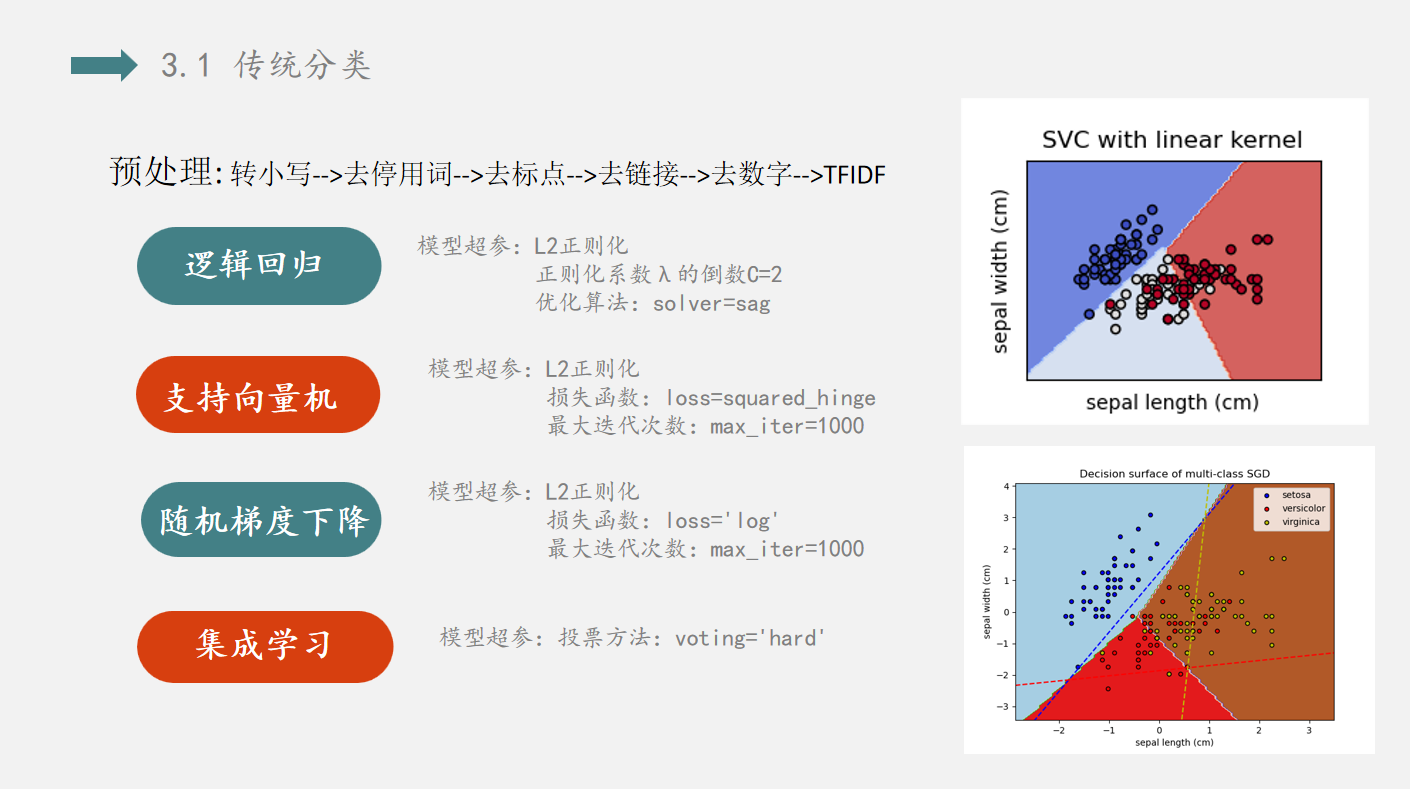 3.1 传统分类
预处理: 转小写-->去停用词-->去标点-->去链接-->去数字-->TFIDF
逻辑回归
模型超参: L2正则化
正则化系数λ的倒数C=2
优化算法: solver=sag
支持向量机
模型超参: L2正则化
损失函数: loss=squared_hinge
最大迭代次数: max_iter=1000
随机梯度下降
模型超参: L2正则化
损失函数: loss='log'
最大迭代次数: max_iter=1000
集成学习
模型超参: 投票方法: voting='hard'
SVC with linear kernel
sepal width (cm)
sepal length (cm)
Decision surface of multi-class SGD
setosa
versicolor
virginica
4
3
2
1
0
−1
−2
−3
sepal width (cm)
−2 −1 0 1 2 3
sepal length (cm)